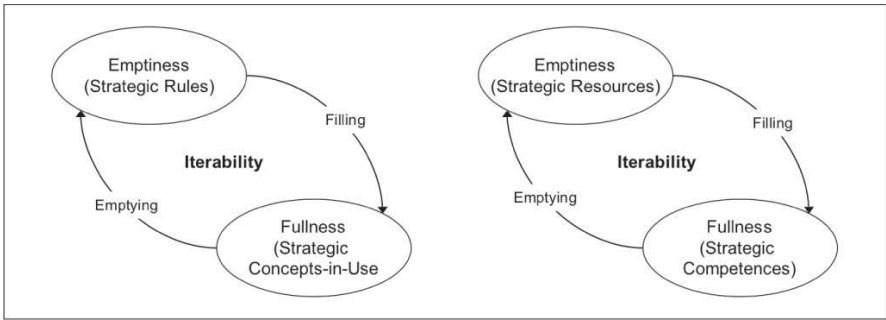 Emptiness
(Strategic Rules)
Filling
Iterability
Emptying
Fullness
(Strategic
Concepts-in-Use
Emptiness
(Strategic Resources)
Filling
Iterability
Emptying
Fullness
(Strategic
Competences)